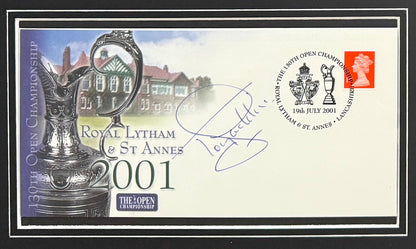 130TH OPEN CHAMPIONSHIP
ROYAL LYTHAM
& ST ANNES
2001
THE OPEN
CHAMPIONSHIP
• THE 130TH OPEN CHAMPIONSHIP •
19th JULY 2001
ROYAL LYTHAM & ST. ANNES • LANCASHIRE